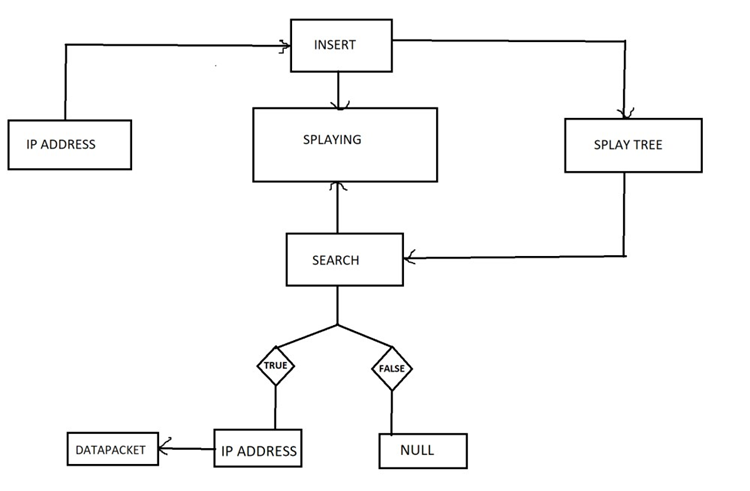 INSERT
IP ADDRESS
SPLAYING
SPLAY TREE
SEARCH
TRUE
FALSE
DATAPACKET
IP ADDRESS
NULL